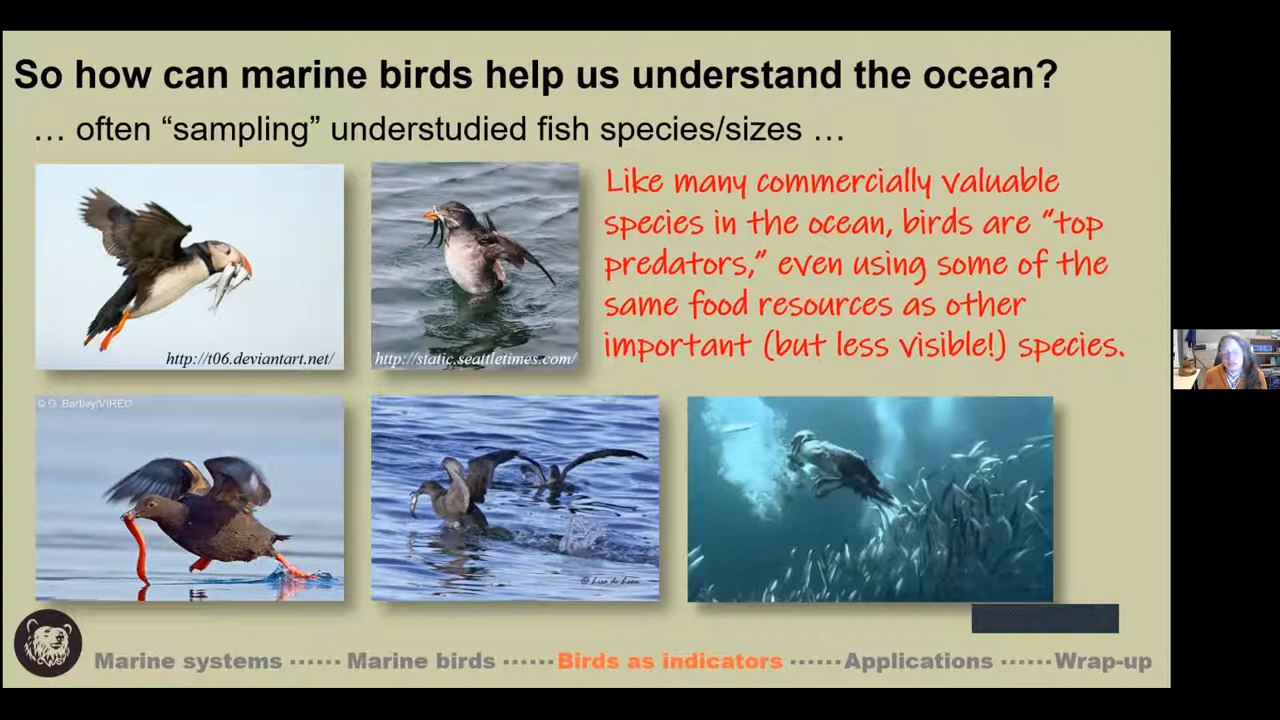 So how can marine birds help us understand the ocean?
… often “sampling” understudied fish species/sizes …
Like many commercially valuable
species in the ocean, birds are “top
predators,” even using some of the
same food resources as other
important (but less visible!) species.
http://t06.deviantart.net/
http://static.seattletimes.com/
© G. Bartley/VIREO
Marine systems ······ Marine birds ······ Birds as indicators ······ Applications ······ Wrap-up